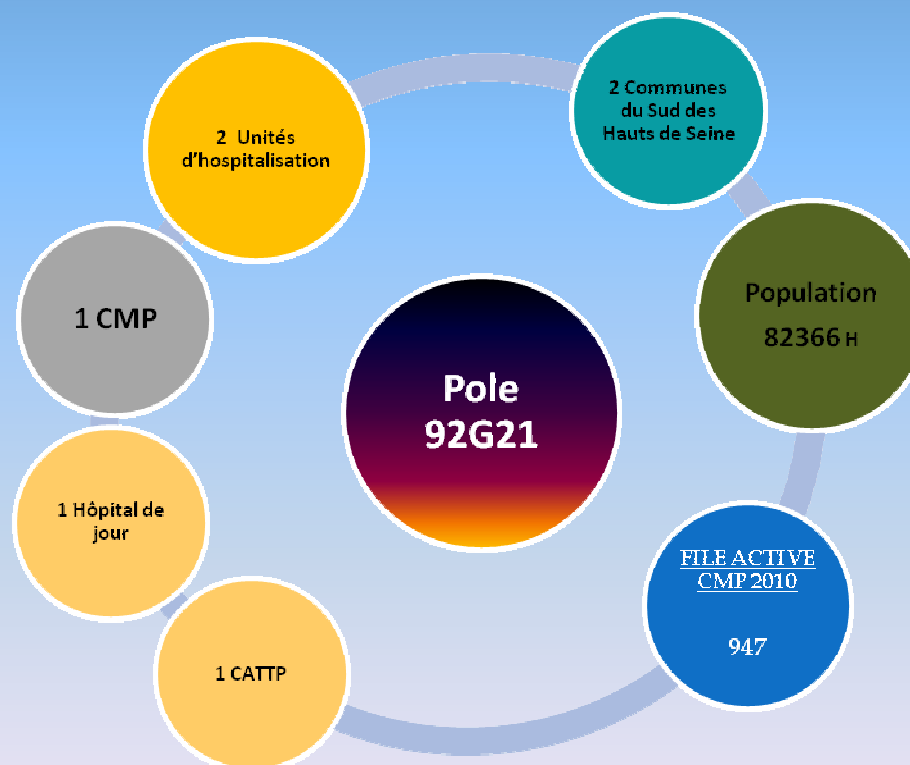 2 Unités
d'hospitalisation
2 Communes
du Sud des
Hauts de Seine
1 CMP
Population
82366 H
Pole
92G21
1 Hôpital de
jour
FILE ACTIVE
CMP 2010
947
1 CATTP